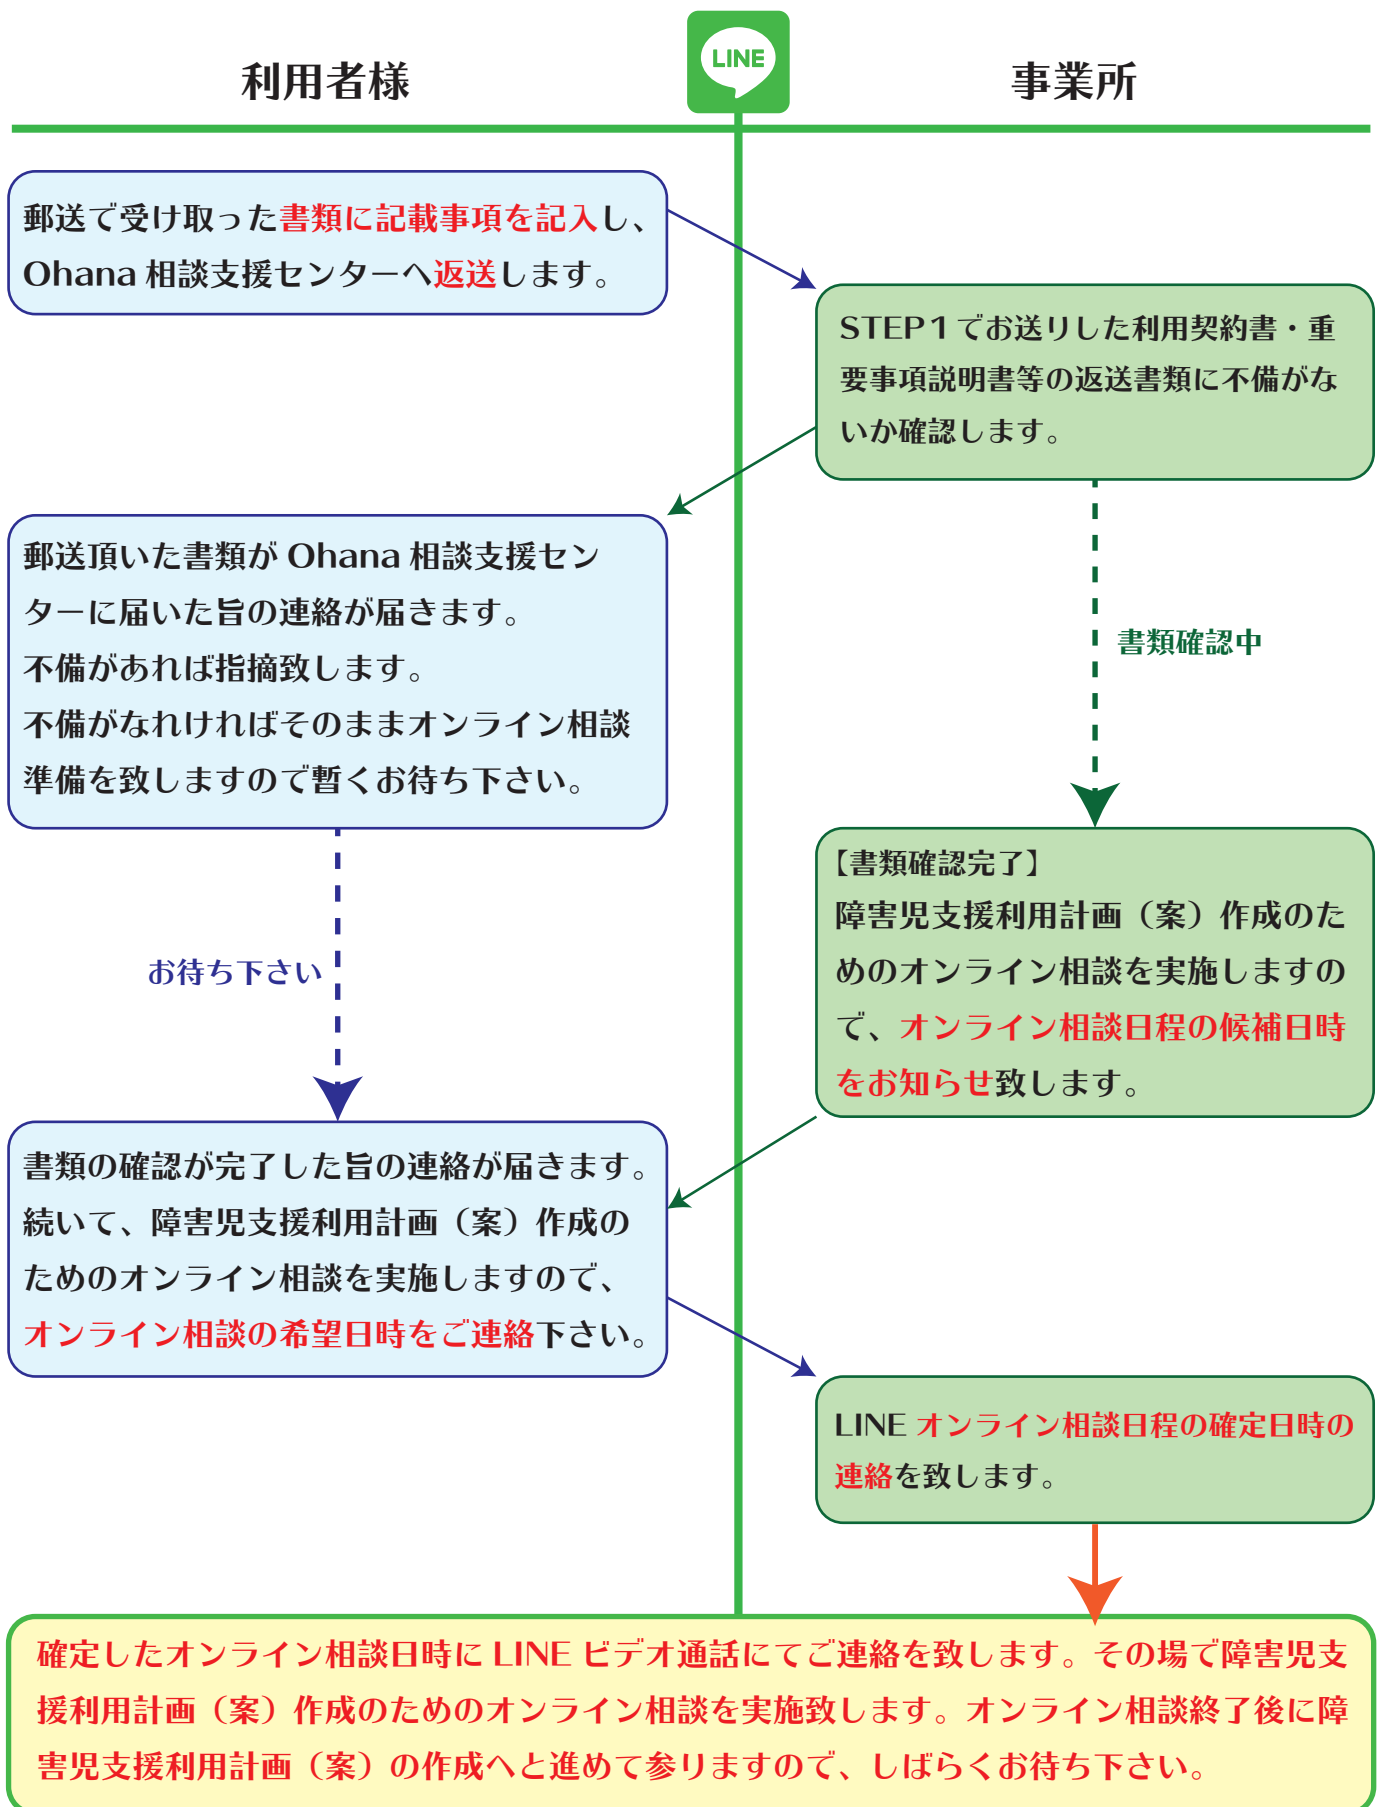 利用者様
LINE
事業所
郵送で受け取った書類に記載事項を記入し、
Ohana 相談支援センターへ返送します。
STEP１でお送りした利用契約書・重
要事項説明書等の返送書類に不備がな
いか確認します。
郵送頂いた書類が Ohana 相談支援セン
ターに届いた旨の連絡が届きます。
不備があれば指摘致します。
不備がなれければそのままオンライン相談
準備を致しますので暫くお待ち下さい。
書類確認中
【書類確認完了】
障害児支援利用計画（案）作成のた
めのオンライン相談を実施しますの
で、オンライン相談日程の候補日時
をお知らせ致します。
お待ち下さい
書類の確認が完了した旨の連絡が届きます。
続いて、障害児支援利用計画（案）作成の
ためのオンライン相談を実施しますので、
オンライン相談の希望日時をご連絡下さい。
LINE オンライン相談日程の確定日時の
連絡を致します。
確定したオンライン相談日時に LINE ビデオ通話にてご連絡を致します。その場で障害児支
援利用計画（案）作成のためのオンライン相談を実施致します。オンライン相談終了後に障
害児支援利用計画（案）の作成へと進めて参りますので、しばらくお待ち下さい。